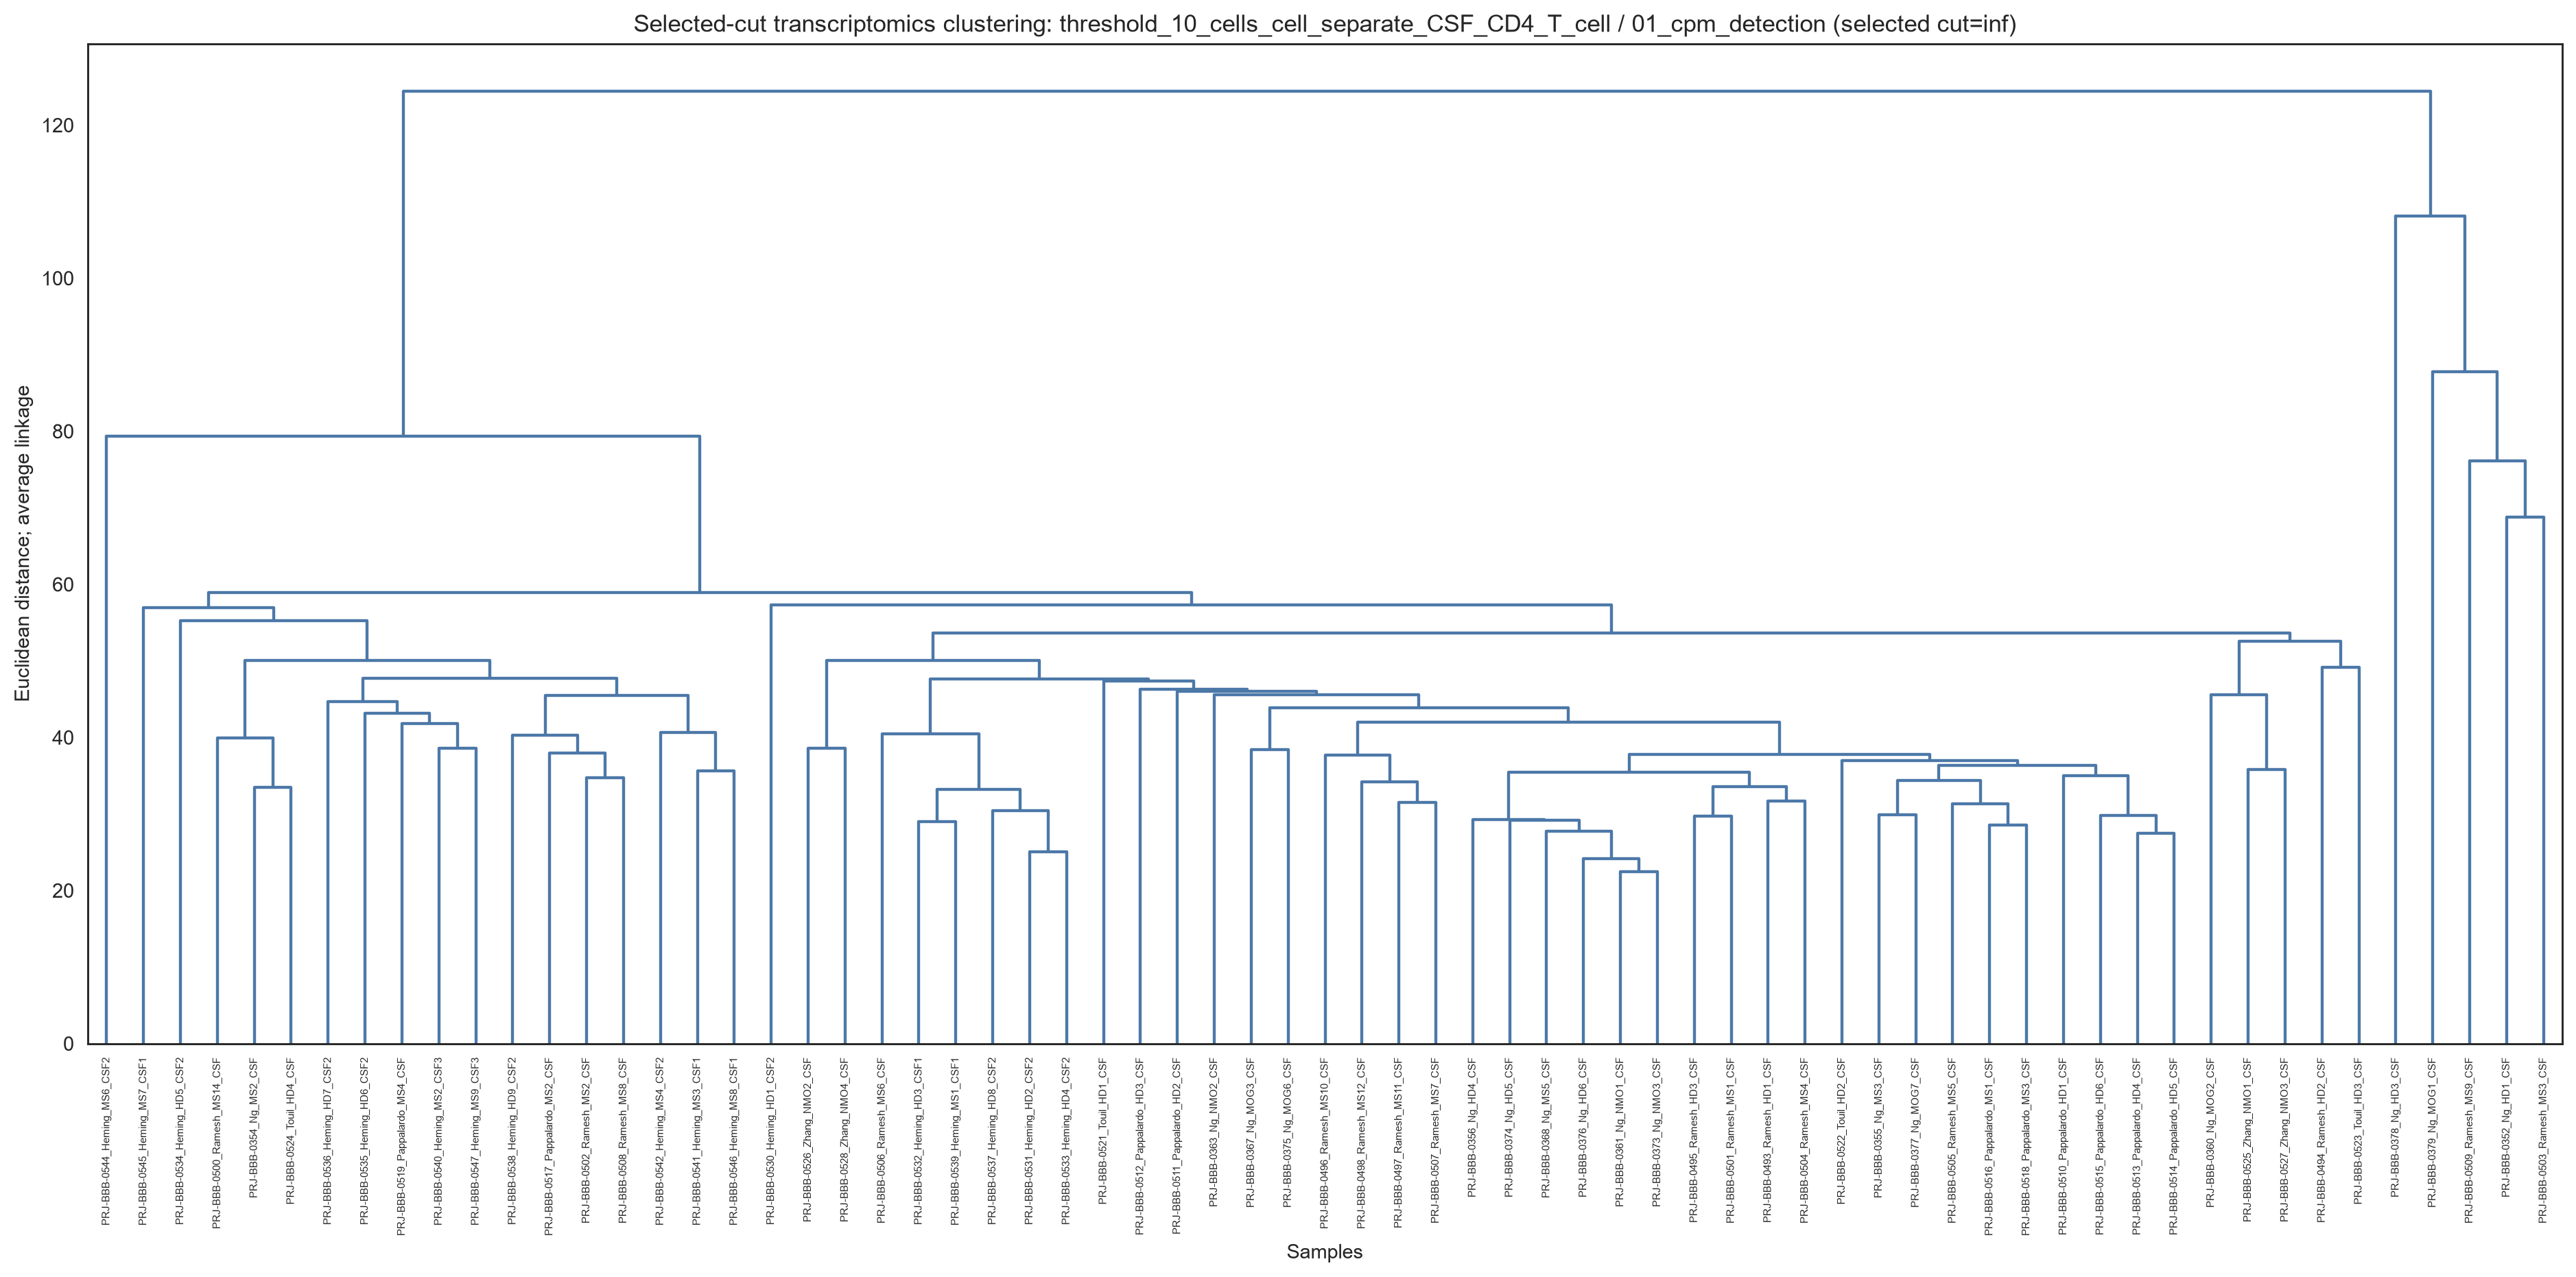 Selected-cut transcriptomics clustering: threshold_10_cells_cell_separate_CSF_CD4_T_cell / 01_cpm_detection (selected cut=inf)
Euclidean distance; average linkage
120
100
80
60
40
20
0
PRJ-BBB-0544_Heming_MS6_CSF2
PRJ-BBB-0545_Heming_MS7_CSF1
PRJ-BBB-0534_Heming_HD5_CSF2
PRJ-BBB-0500_Ramesh_MS14_CSF
PRJ-BBB-0354_Ng_MS2_CSF
PRJ-BBB-0524_Touil_HD4_CSF
PRJ-BBB-0536_Heming_HD7_CSF2
PRJ-BBB-0535_Heming_HD6_CSF2
PRJ-BBB-0519_Pappalardo_MS4_CSF
PRJ-BBB-0540_Heming_MS2_CSF3
PRJ-BBB-0547_Heming_MS9_CSF3
PRJ-BBB-0538_Heming_HD9_CSF2
PRJ-BBB-0517_Pappalardo_MS2_CSF
PRJ-BBB-0502_Ramesh_MS2_CSF
PRJ-BBB-0508_Ramesh_MS8_CSF
PRJ-BBB-0542_Heming_MS4_CSF2
PRJ-BBB-0541_Heming_MS3_CSF1
PRJ-BBB-0546_Heming_MS8_CSF1
PRJ-BBB-0530_Heming_HD1_CSF2
PRJ-BBB-0526_Zhang_NMO2_CSF
PRJ-BBB-0528_Zhang_NMO4_CSF
PRJ-BBB-0506_Ramesh_MS6_CSF
PRJ-BBB-0532_Heming_HD3_CSF1
PRJ-BBB-0539_Heming_MS1_CSF1
PRJ-BBB-0537_Heming_HD8_CSF2
PRJ-BBB-0531_Heming_HD2_CSF2
PRJ-BBB-0533_Heming_HD4_CSF2
PRJ-BBB-0521_Touil_HD1_CSF
PRJ-BBB-0512_Pappalardo_HD3_CSF
PRJ-BBB-0511_Pappalardo_HD2_CSF
PRJ-BBB-0363_Ng_NMO2_CSF
PRJ-BBB-0367_Ng_MOG3_CSF
PRJ-BBB-0375_Ng_MOG6_CSF
PRJ-BBB-0496_Ramesh_MS10_CSF
PRJ-BBB-0498_Ramesh_MS12_CSF
PRJ-BBB-0497_Ramesh_MS11_CSF
PRJ-BBB-0507_Ramesh_MS7_CSF
PRJ-BBB-0356_Ng_HD4_CSF
PRJ-BBB-0374_Ng_HD5_CSF
PRJ-BBB-0368_Ng_MS5_CSF
PRJ-BBB-0376_Ng_HD6_CSF
PRJ-BBB-0361_Ng_NMO1_CSF
PRJ-BBB-0373_Ng_NMO3_CSF
PRJ-BBB-0495_Ramesh_HD3_CSF
PRJ-BBB-0501_Ramesh_MS1_CSF
PRJ-BBB-0493_Ramesh_HD1_CSF
PRJ-BBB-0504_Ramesh_MS4_CSF
PRJ-BBB-0522_Touil_HD2_CSF
PRJ-BBB-0355_Ng_MS3_CSF
PRJ-BBB-0377_Ng_MOG7_CSF
PRJ-BBB-0505_Ramesh_MS5_CSF
PRJ-BBB-0516_Pappalardo_MS1_CSF
PRJ-BBB-0518_Pappalardo_MS3_CSF
PRJ-BBB-0510_Pappalardo_HD1_CSF
PRJ-BBB-0515_Pappalardo_HD6_CSF
PRJ-BBB-0513_Pappalardo_HD4_CSF
PRJ-BBB-0514_Pappalardo_HD5_CSF
PRJ-BBB-0360_Ng_MOG2_CSF
PRJ-BBB-0525_Zhang_NMO1_CSF
PRJ-BBB-0527_Zhang_NMO3_CSF
PRJ-BBB-0494_Ramesh_HD2_CSF
PRJ-BBB-0523_Touil_HD3_CSF
PRJ-BBB-0378_Ng_HD3_CSF
PRJ-BBB-0379_Ng_MOG1_CSF
PRJ-BBB-0509_Ramesh_MS9_CSF
PRJ-BBB-0352_Ng_HD1_CSF
PRJ-BBB-0503_Ramesh_MS3_CSF
Samples